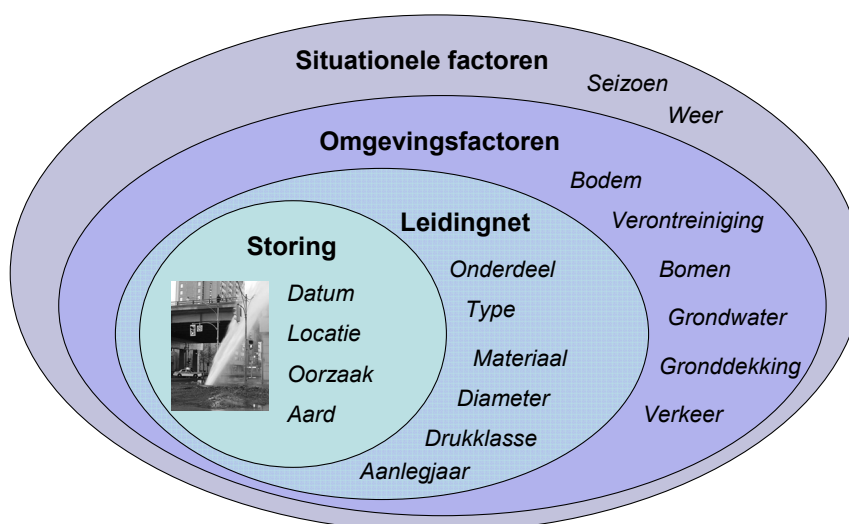 Situationele factoren
Seizoen
Weer
Omgevingsfactoren
Bodem
Verontreiniging
Bomen
Grondwater
Gronddekking
Verkeer
Leidingnet
Onderdeel
Type
Materiaal
Diameter
Drukklasse
Aanlegjaar
Storing
Datum
Locatie
Oorzaak
Aard